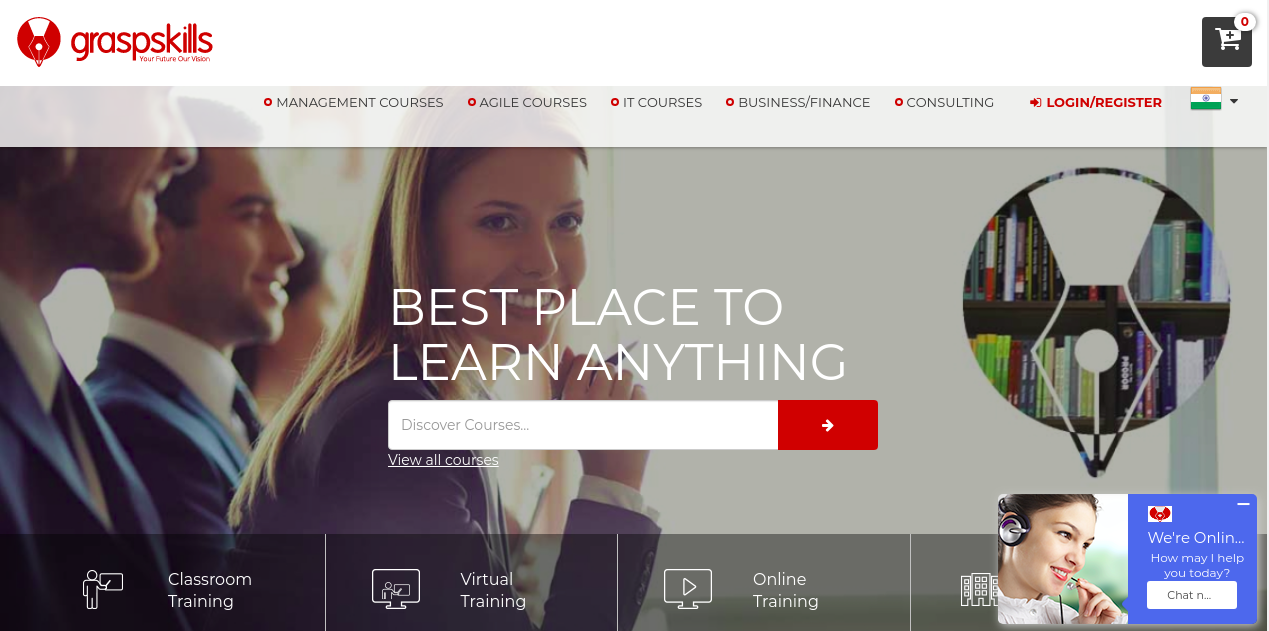 graspskills
Your Future Our Vision
0
MANAGEMENT COURSES
AGILE COURSES
IT COURSES
BUSINESS/FINANCE
CONSULTING
LOGIN/REGISTER
BEST PLACE TO
LEARN ANYTHING
Discover Courses...
View all courses
Classroom
Training
Virtual
Training
Online
Training
We're Onlin...
How may I help
you today?
Chat n...